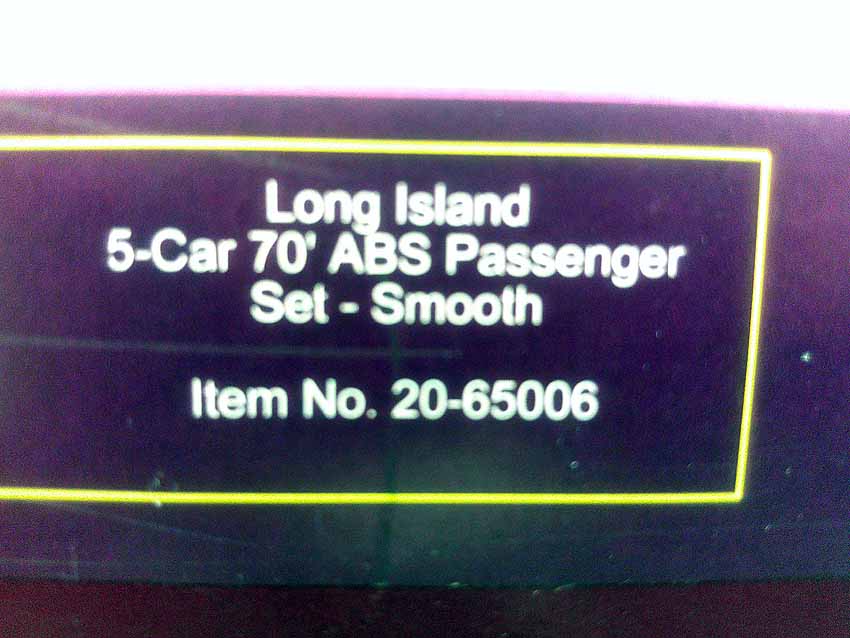 Long Island
5-Car 70' ABS Passenger
Set - Smooth
Item No. 20-65006